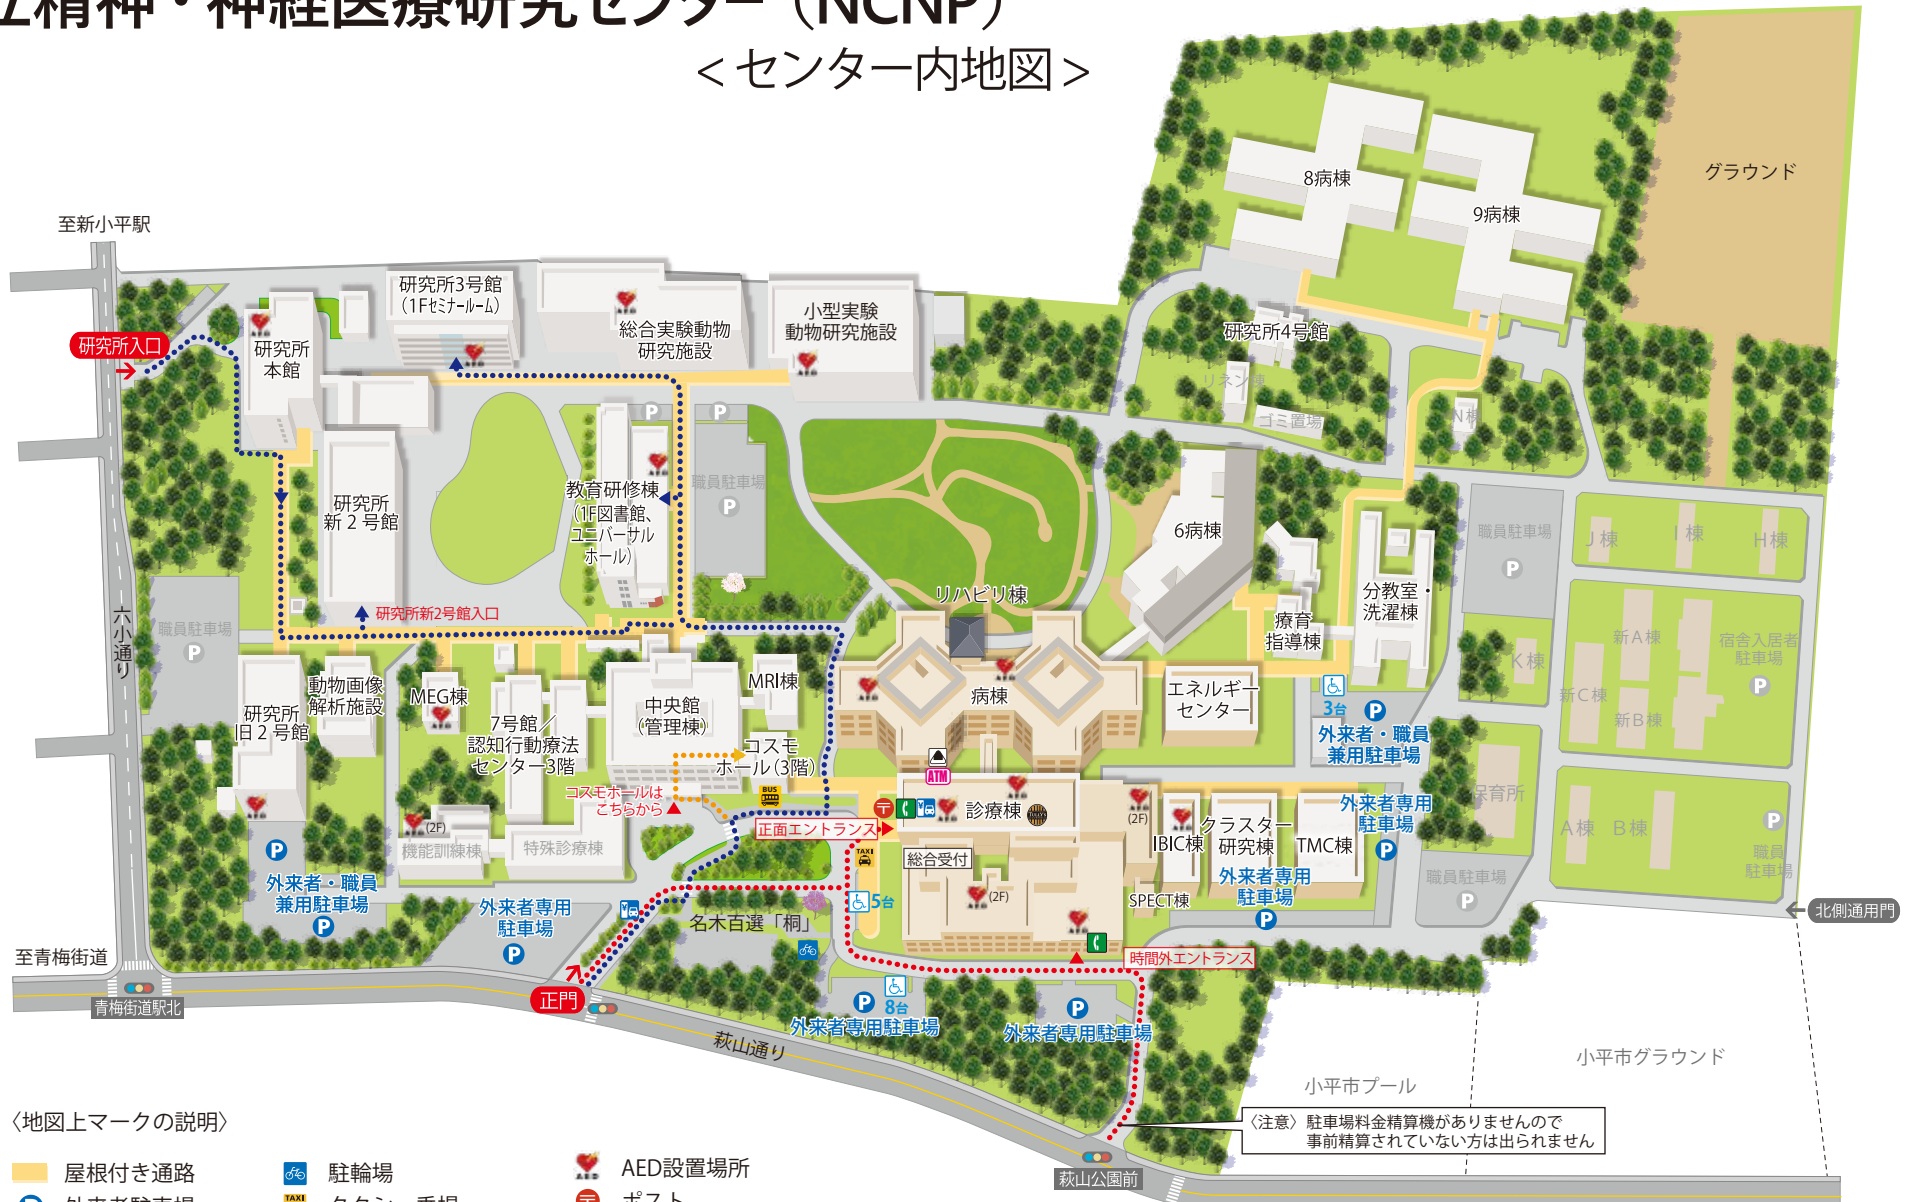 立精神・神経医療研究センター（NCNP）
＜センター内地図＞
グラウンド
8病棟
9病棟
至新小平駅
研究所3号館
（1Fセミナールーム）
総合実験動物
研究施設
小型実験
動物研究施設
研究所4号館
研究所入口
研究所
本館
AED
AED
AED
AED
リネン棟
ゴミ置場
N棟
P
P
職員駐車場
P
AED
教育研修棟
（1F図書館、
ユニバーサル
ホール）
研究所
新２号館
6病棟
職員駐車場
P
J棟
I棟
H棟
分教室・
洗濯棟
療育
指導棟
リハビリ棟
研究所新2号館入口
六小通り
職員駐車場
P
新A棟
宿舎入居者
駐車場
P
K棟
新C棟
新B棟
動物画像
解析施設
研究所
旧２号館
MEG棟
AED
7号館／
認知行動療法
センター3階
中央館
（管理棟）
MRI棟
コスモ
ホール（3階）
AED
AED
病棟
エネルギー
センター
3台
P
外来者・職員
兼用駐車場
ATM
BUS
コスモホールは
こちらから
正面エントランス
診療棟
AED
AED
TULLY'S
AED
(2F)
AED
IBIC棟
クラスター
研究棟
TMC棟
外来者専用
駐車場
P
保育所
A棟
B棟
P
職員
駐車場
AED
AED
(2F)
機能訓練棟
特殊診療棟
TAXI
総合受付
P
外来者・職員
兼用駐車場
P
外来者専用
駐車場
P
名木百選「桐」
5台
AED
(2F)
AED
SPECT棟
外来者専用
駐車場
P
職員駐車場
P
北側通用門
時間外エントランス
至青梅街道
青梅街道駅北
正門
P
8台
外来者専用駐車場
P
外来者専用駐車場
萩山通り
小平市プール
小平市グラウンド
〈注意〉駐車場料金精算機がありませんので
事前精算されていない方は出られません
萩山公園前
〈地図上マークの説明〉
屋根付き通路
駐輪場
AED
AED設置場所
TAXI